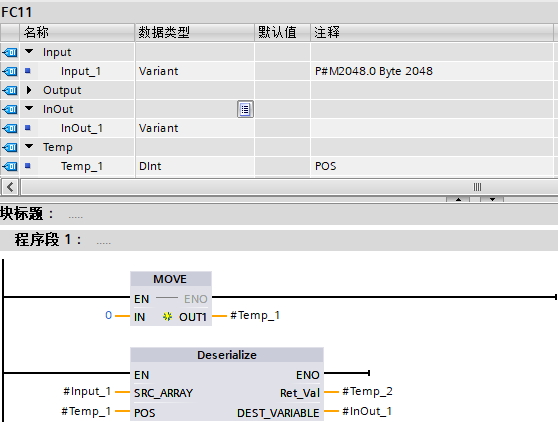 FC11
名称 数据类型 默认值 注释
Input
Input_1 Variant P#M2048.0 Byte 2048
Output
InOut
InOut_1 Variant
Temp
Temp_1 DInt POS
块标题： .....
程序段 1： .....
MOVE
EN ENO
0 IN OUT1 #Temp_1
Deserialize
EN ENO
#Input_1 SRC_ARRAY Ret_Val #Temp_2
#Temp_1 POS DEST_VARIABLE #InOut_1